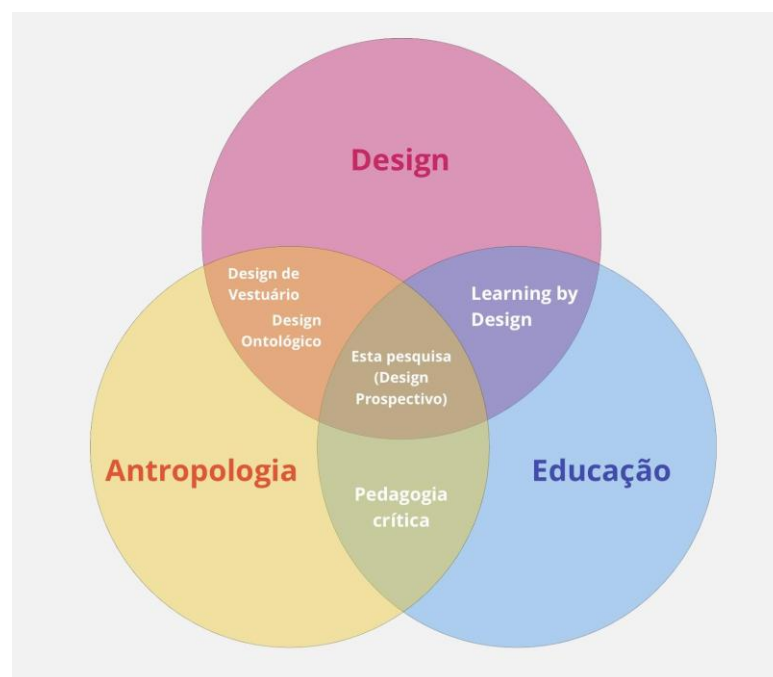 Design
Design de
Vestuário
Design
Ontológico
Learning by
Design
Esta pesquisa
(Design
Prospectivo)
Antropologia
Educação
Pedagogia
crítica